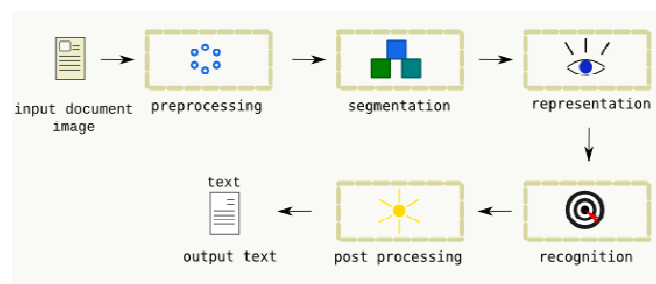 input document
image
preprocessing
segmentation
representation
text
output text
post processing
recognition